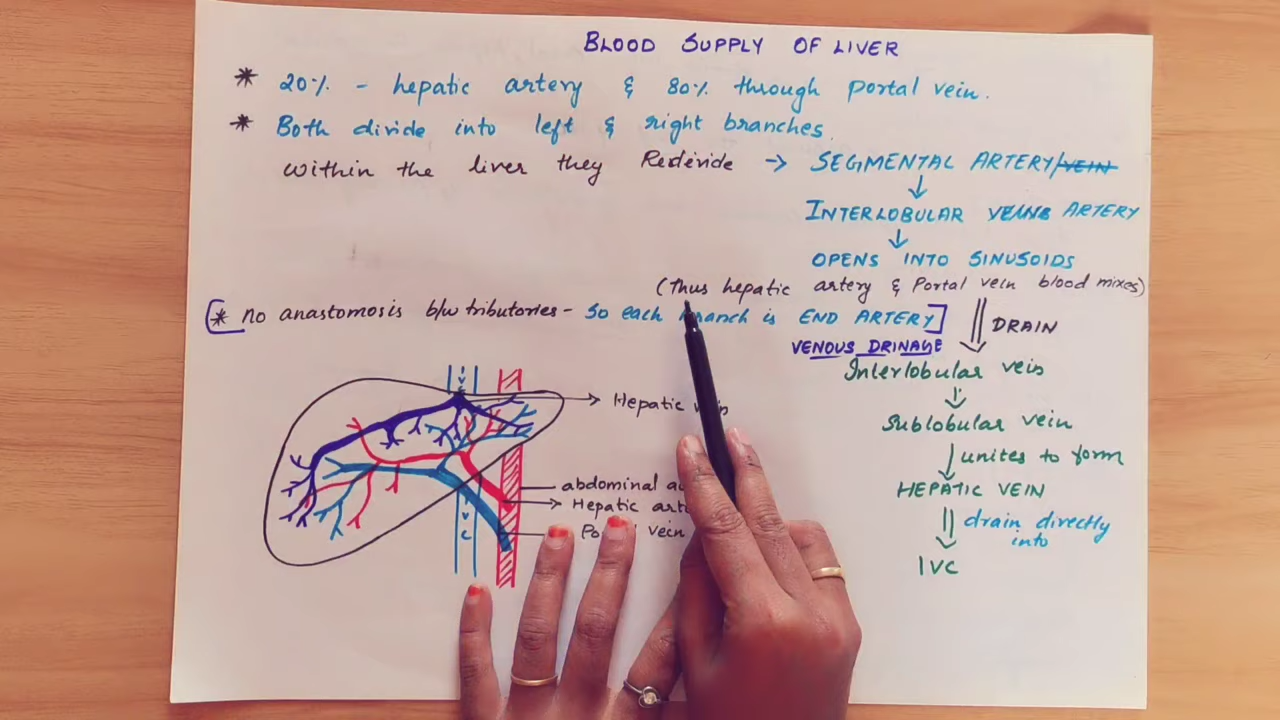 BLOOD SUPPLY OF LIVER
* 20% - hepatic artery & 80% through portal vein.
* Both divide into left & right branches.
within the liver they Redivide → SEGMENTAL ARTERY/VEIN
↓
INTERLOBULAR VEINS ARTERY
↓
OPENS INTO SINUSOIDS
(Thus hepatic artery & Portal vein blood mixes)
[* no anastomosis b/w tributories - so each branch is END ARTERY]
DRAIN
VENOUS DRINAGE
Interlobular vein
↓
Sublobular vein
↓ unites to form
HEPATIC VEIN
drain directly
into
IVC
IVC
→ Hepatic
abdominal
→ Hepatic
vein
IVC